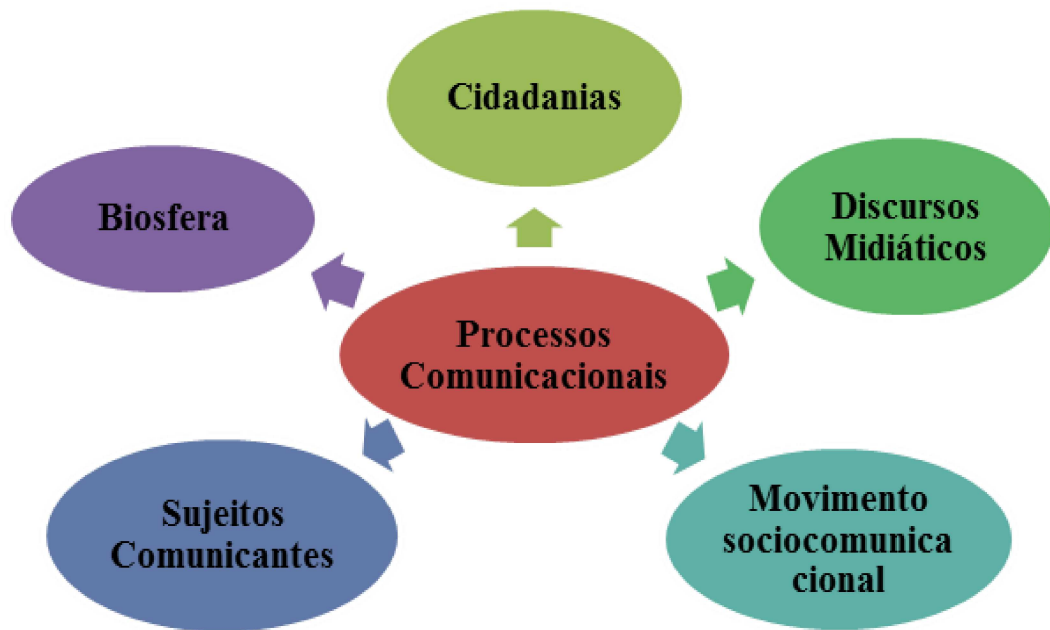 Cidadanias
Biosfera
Discursos
Midiáticos
Processos
Comunicacionais
Sujeitos
Comunicantes
Movimento
sociocomunica
cional